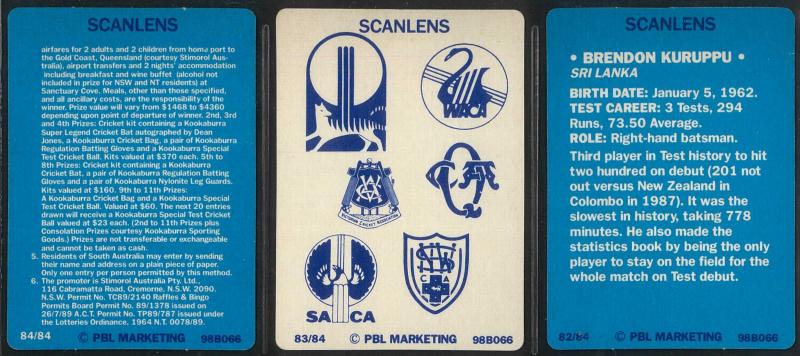 SCANLENS
airfares for 2 adults and 2 children from home port to
the Gold Coast, Queensland (courtesy Stimorol Aus-
tralia), airport transfers and 2 nights' accommodation
including breakfast and wine buffet (alcohol not
included in prize for NSW and NT residents) at
Sanctuary Cove. Meals, other than those specified,
and all ancillary costs, are the responsibility of the
winner. Prize value will vary from $1468 to $4360
depending upon point of departure of winner. 2nd, 3rd
and 4th Prizes: Cricket kit containing a Kookaburra
Super Legend Cricket Bat autographed by Dean
Jones, a Kookaburra Cricket Bag, a pair of Kookaburra
Regulation Batting Gloves and a Kookaburra Special
Test Cricket Ball. Kits valued at $370 each. 5th to
8th Prizes: Cricket kit containing a Kookaburra
Cricket Bat, a pair of Kookaburra Regulation Batting
Gloves and a pair of Kookaburra Nylonite Leg Guards.
Kits valued at $160. 9th to 11th Prizes:
A Kookaburra Cricket Bag and a Kookaburra Special
Test Cricket Ball. Valued at $60. The next 20 entries
drawn will receive a Kookaburra Special Test Cricket
Ball valued at $23 each. (2nd to 11th Prizes plus
Consolation Prizes courtesy Kookaburra Sporting
Goods.) Prizes are not transferable or exchangeable
and cannot be taken as cash.
5. Residents of South Australia may enter by sending
their name and address on a plain piece of paper.
Only one entry per person permitted by this method.
6. The promoter is Stimorol Australia Pty. Ltd.,
116 Cabramatta Road, Cremorne, N.S.W. 2090.
N.S.W. Permit No. TC89/2140 Raffles & Bingo
Permits Board Permit No. 89/1378 issued on
26/7/89 A.C.T. Permit No. TP89/787 issued under
the Lotteries Ordinance. 1964 N.T. 0078/89.
84/84 © PBL MARKETING 98B066
SCANLENS
WACA
VCA
VICTORIAN CRICKET ASSOCIATION
SACA
83/84 © PBL MARKETING 98B066
SCANLENS
• BRENDON KURUPPU •
SRI LANKA
BIRTH DATE: January 5, 1962.
TEST CAREER: 3 Tests, 294
Runs, 73.50 Average.
ROLE: Right-hand batsman.
Third player in Test history to hit
two hundred on debut (201 not
out versus New Zealand in
Colombo in 1987). It was the
slowest in history, taking 778
minutes. He also made the
statistics book by being the only
player to stay on the field for the
whole match on Test debut.
82/84 © PBL MARKETING 98B066